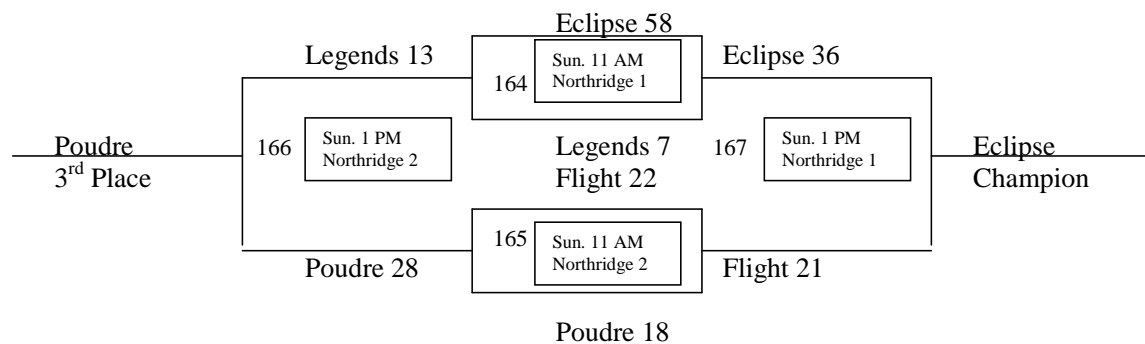 Eclipse 58
Legends 13
Sun. 11 AM
Northridge 1
164
Eclipse 36
Poudre
3rd Place
166
Sun. 1 PM
Northridge 2
Legends 7
Flight 22
167
Sun. 1 PM
Northridge 1
Eclipse
Champion
165
Sun. 11 AM
Northridge 2
Poudre 28
Flight 21
Poudre 18